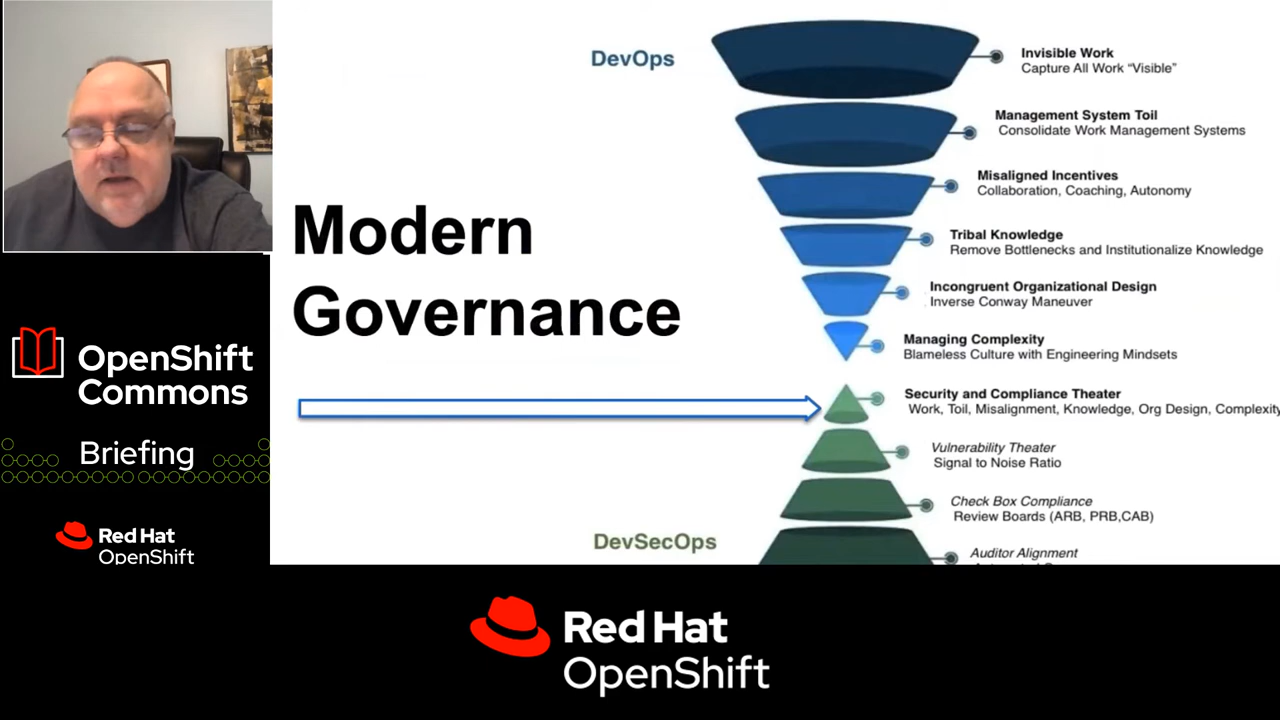 DevOps
Invisible Work
Capture All Work “Visible”
Management System Toil
Consolidate Work Management Systems
Misaligned Incentives
Collaboration, Coaching, Autonomy
Modern
Governance
Tribal Knowledge
Remove Bottlenecks and Institutionalize Knowledge
Incongruent Organizational Design
Inverse Conway Maneuver
Managing Complexity
Blameless Culture with Engineering Mindsets
Security and Compliance Theater
Work, Toil, Misalignment, Knowledge, Org Design, Complexity
Vulnerability Theater
Signal to Noise Ratio
Check Box Compliance
Review Boards (ARB, PRB,CAB)
DevSecOps
Auditor Alignment
OpenShift
Commons
Briefing
Red Hat
OpenShift
Red Hat
OpenShift